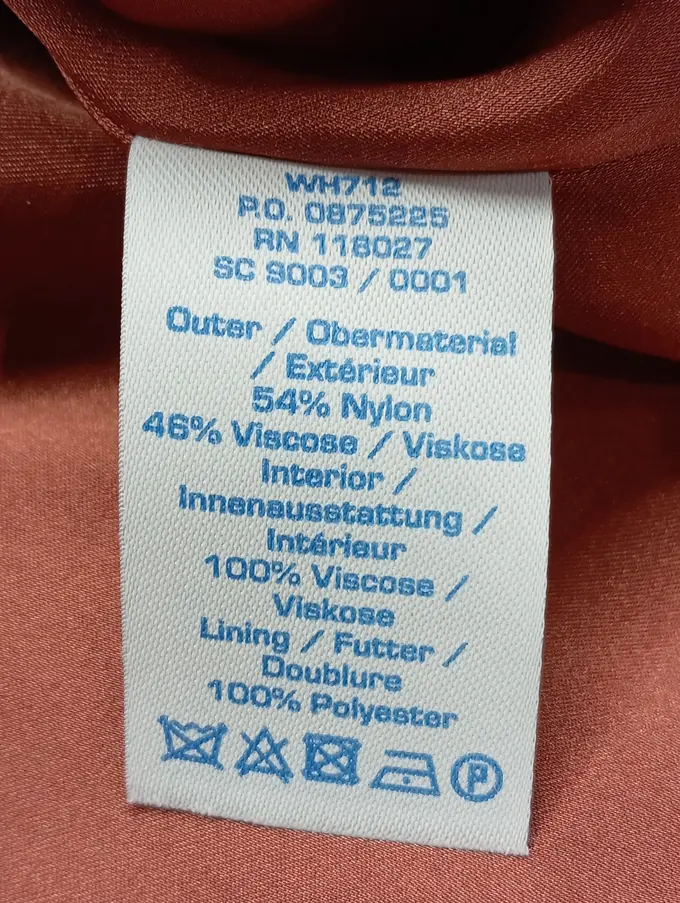 WH712
P.O. 0875225
RN 118027
SC 9003 / 0001
Outer / Obermaterial
/ Extérieur
54% Nylon
46% Viscose / Viskose
Interior /
Innenausstattung /
Intérieur
100% Viscose /
Viskose
Lining / Futter /
Doublure
100% Polyester
P